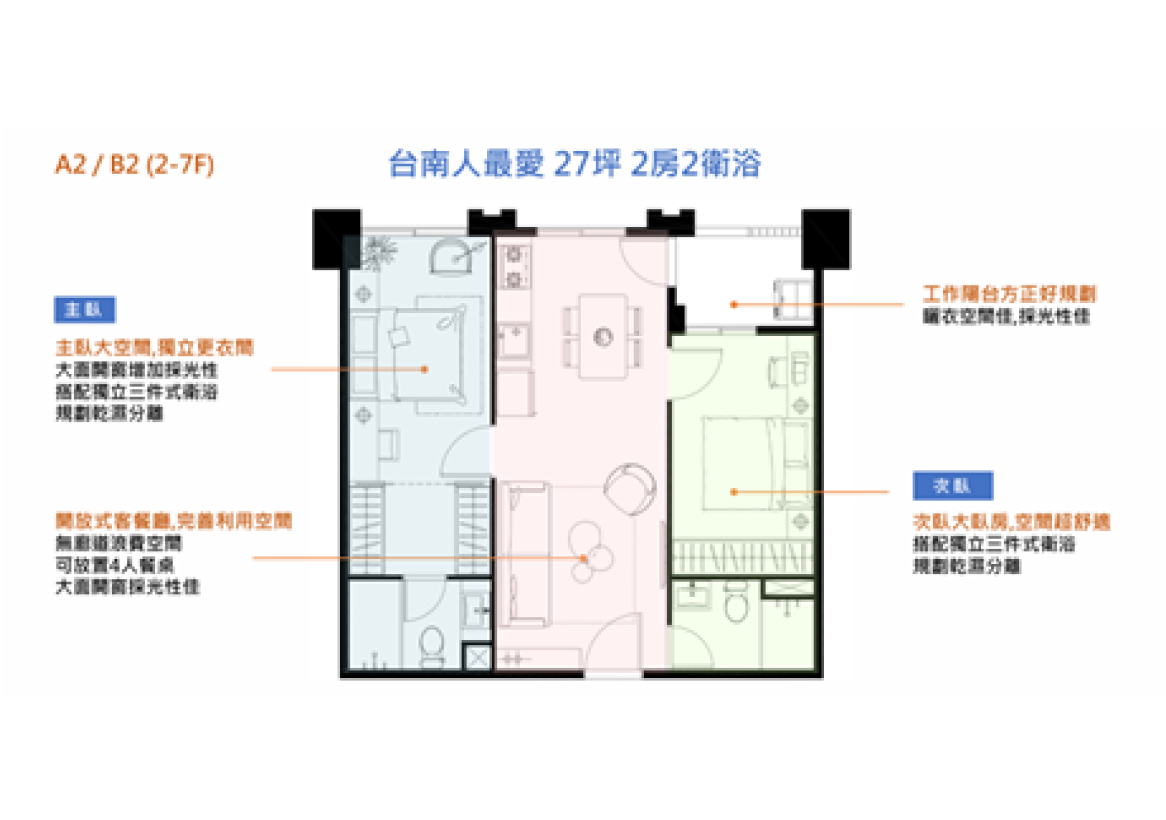 A2 / B2 (2-7F)
台南人最愛 27坪 2房2衛浴
主臥
主臥大空間,獨立更衣間
大面開窗增加採光性
搭配獨立三件式衛浴
規劃乾濕分離
開放式客餐廳,完善利用空間
無廊道浪費空間
可放置4人餐桌
大面開窗採光性佳
工作陽台方正好規劃
曬衣空間佳,採光性佳
次臥
次臥大臥房,空間超舒適
搭配獨立三件式衛浴
規劃乾濕分離